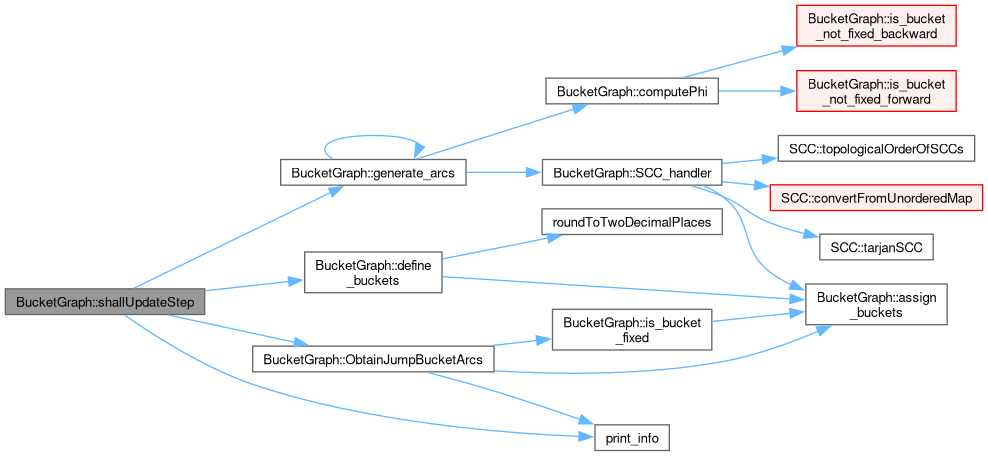 BucketGraph::shallUpdateStep
BucketGraph::generate_arcs
BucketGraph::define
_buckets
BucketGraph::ObtainJumpBucketArcs
BucketGraph::computePhi
BucketGraph::SCC_handler
roundToTwoDecimalPlaces
BucketGraph::is_bucket
_fixed
print_info
BucketGraph::is_bucket
_not_fixed_backward
BucketGraph::is_bucket
_not_fixed_forward
SCC::topologicalOrderOfSCCs
SCC::convertFromUnorderedMap
SCC::tarjanSCC
BucketGraph::assign
_buckets